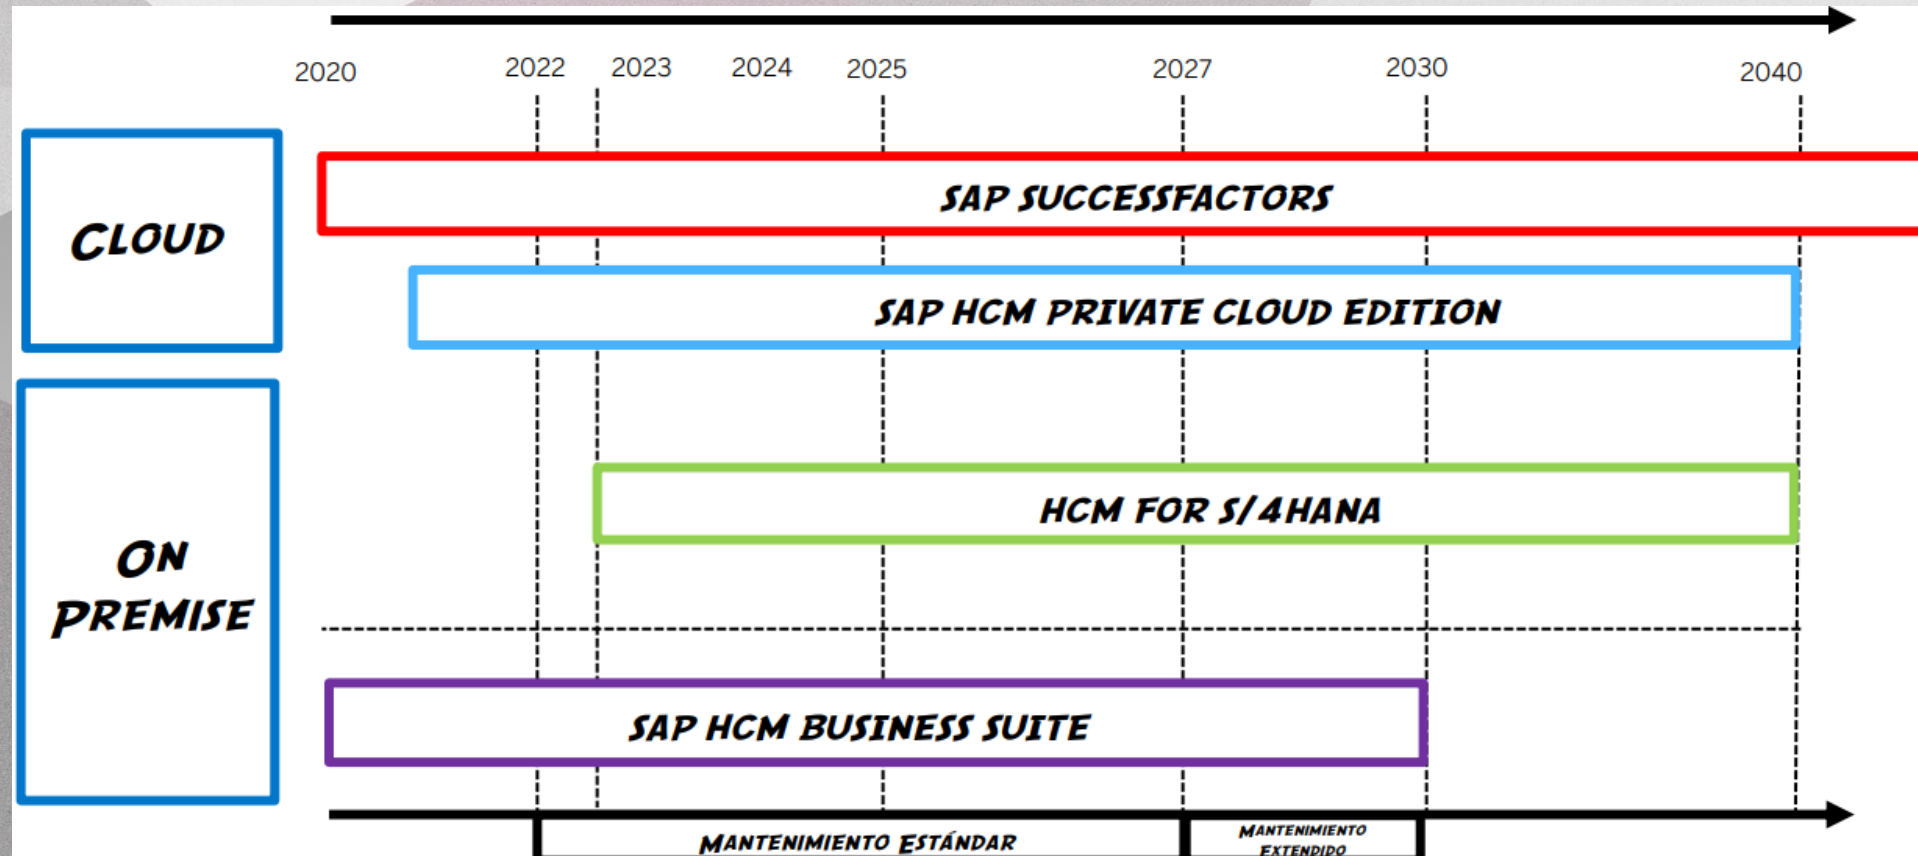 2020 2022 2023 2024 2025 2027 2030 2040
CLOUD
SAP SUCCESSFACTORS
SAP HCM PRIVATE CLOUD EDITION
ON
PREMISE
HCM FOR S/4HANA
SAP HCM BUSINESS SUITE
MANTENIMIENTO ESTÁNDAR
MANTENIMIENTO
EXTENDIDO